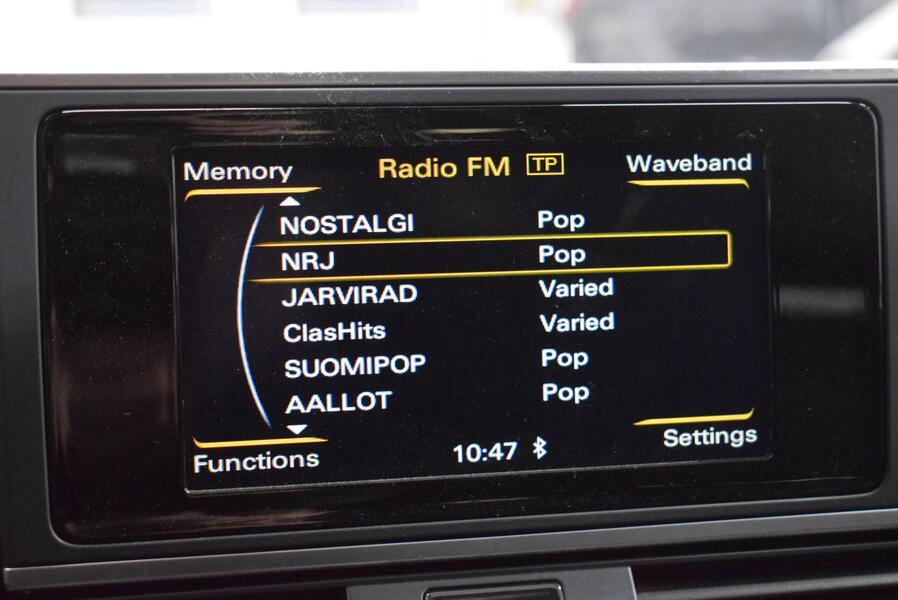 Memory Radio FM TP Waveband
NOSTALGI Pop
NRJ Pop
JARVIRAD Varied
ClasHits Varied
SUOMIPOP Pop
AALLOT Pop
Functions 10:47 Settings